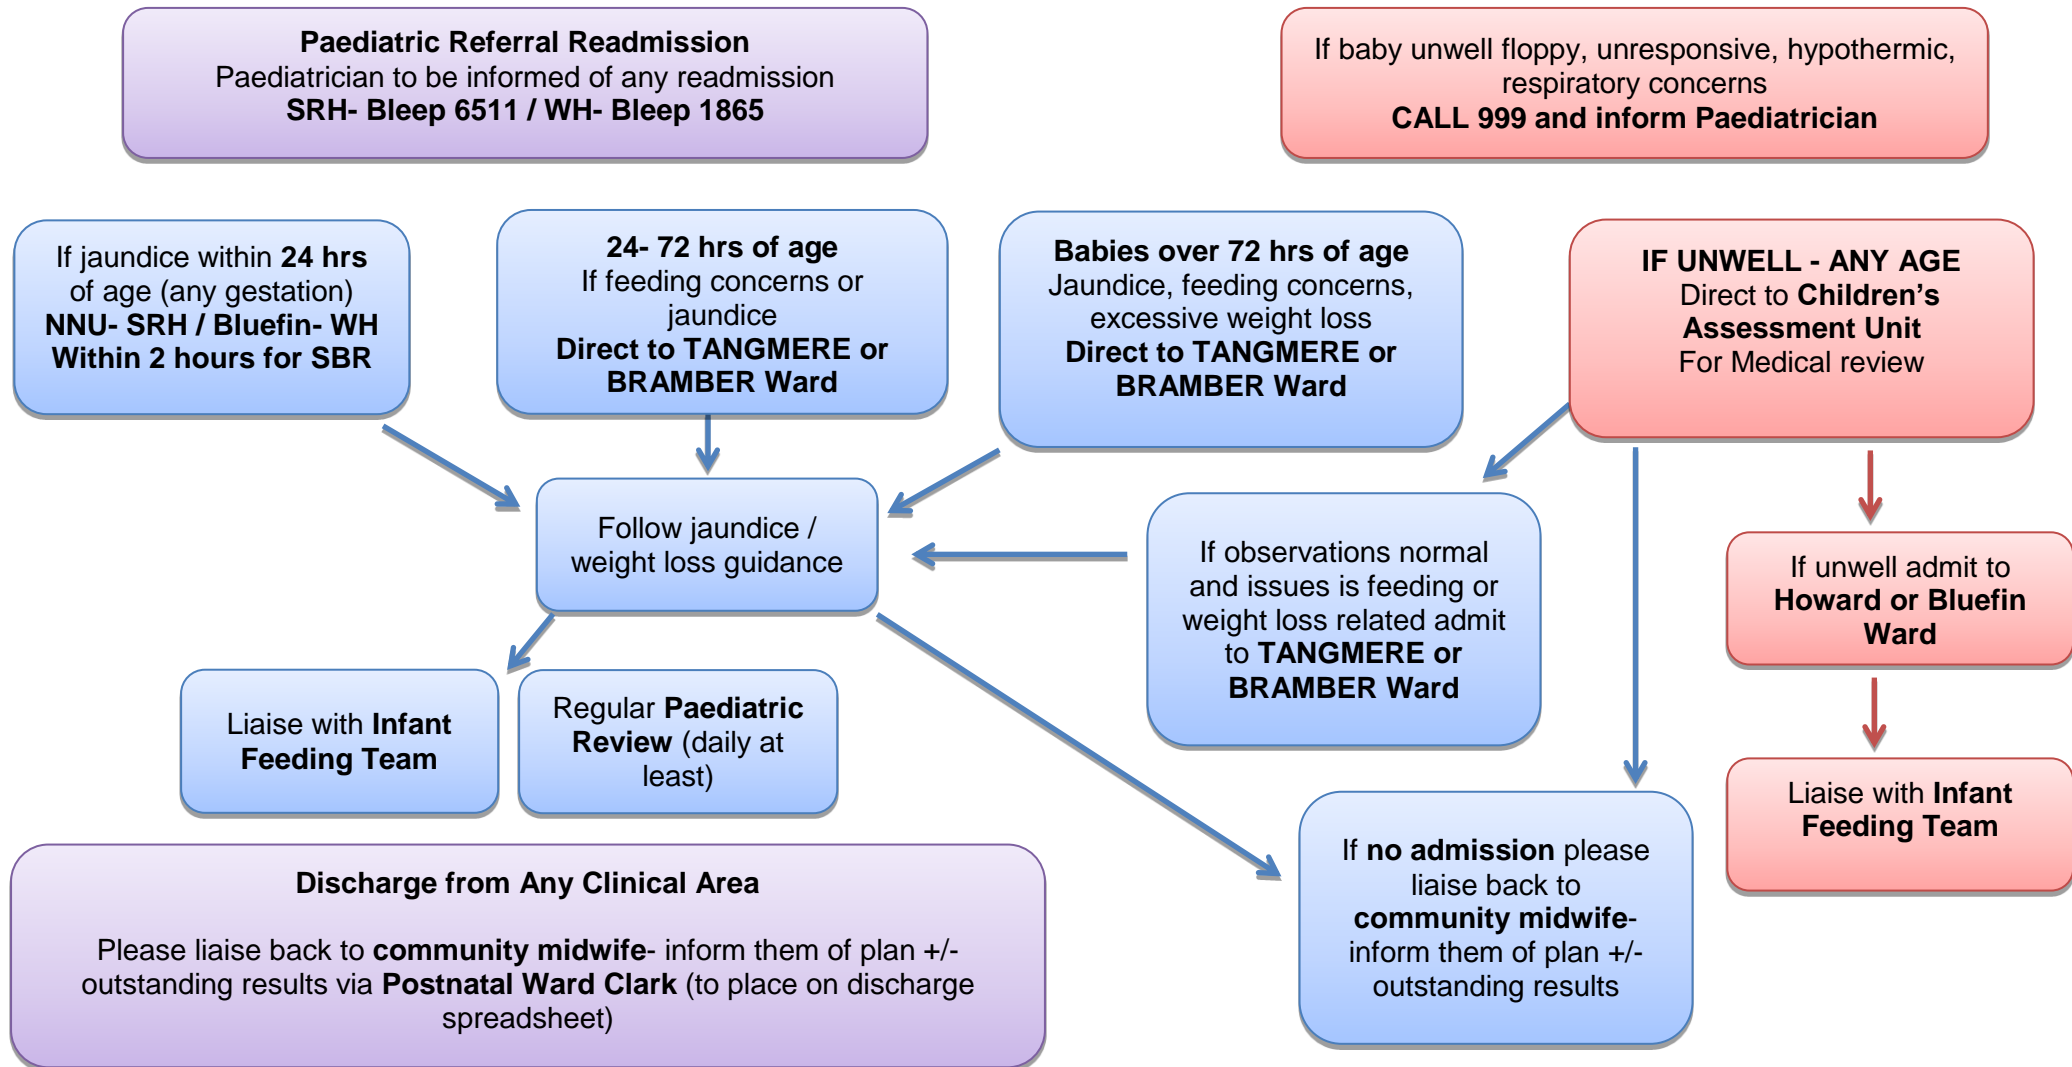 Paediatric Referral Readmission
Paediatrician to be informed of any readmission
SRH- Bleep 6511 / WH- Bleep 1865
If baby unwell floppy, unresponsive, hypothermic,
respiratory concerns
CALL 999 and inform Paediatrician
If jaundice within 24 hrs
of age (any gestation)
NNU- SRH / Bluefin- WH
Within 2 hours for SBR
24- 72 hrs of age
If feeding concerns or
jaundice
Direct to TANGMERE or
BRAMBER Ward
Babies over 72 hrs of age
Jaundice, feeding concerns,
excessive weight loss
Direct to TANGMERE or
BRAMBER Ward
IF UNWELL - ANY AGE
Direct to Children’s
Assessment Unit
For Medical review
Follow jaundice /
weight loss guidance
If observations normal
and issues is feeding or
weight loss related admit
to TANGMERE or
BRAMBER Ward
If unwell admit to
Howard or Bluefin
Ward
Liaise with Infant
Feeding Team
Regular Paediatric
Review (daily at
least)
Liaise with Infant
Feeding Team
If no admission please
liaise back to
community midwife-
inform them of plan +/-
outstanding results
Discharge from Any Clinical Area
Please liaise back to community midwife- inform them of plan +/-
outstanding results via Postnatal Ward Clark (to place on discharge
spreadsheet)